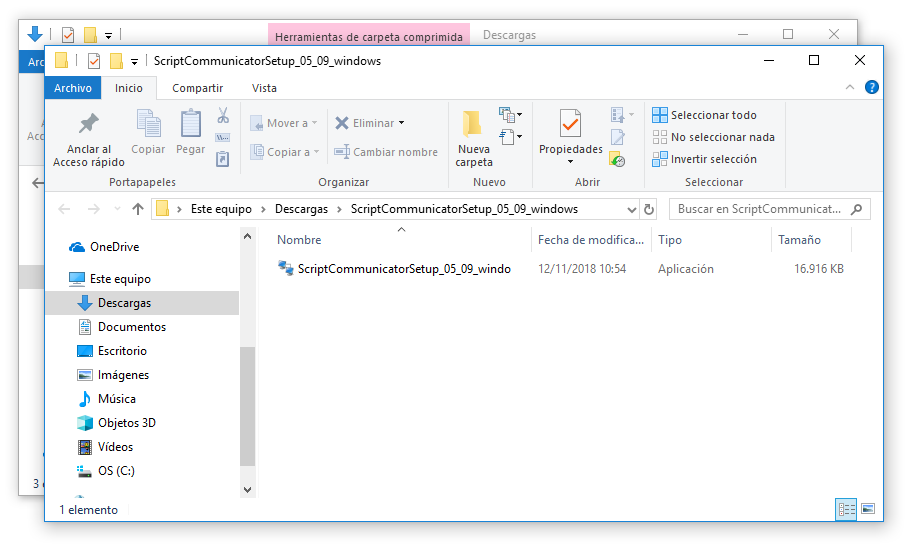 Herramientas de carpeta comprimida
Descargas
ScriptCommunicatorSetup_05_09_windows
Archivo
Inicio
Compartir
Vista
Anclar al
Acceso rápido
Copiar
Pegar
Portapapeles
Mover a
Copiar a
Eliminar
Cambiar nombre
Organizar
Nueva
carpeta
Nuevo
Propiedades
Abrir
Seleccionar todo
No seleccionar nada
Invertir selección
Seleccionar
Este equipo > Descargas > ScriptCommunicatorSetup_05_09_windows
Buscar en ScriptCommunicat...
OneDrive
Este equipo
Descargas
Documentos
Escritorio
Imágenes
Música
Objetos 3D
Vídeos
OS (C:)
Nombre
Fecha de modifica...
Tipo
Tamaño
ScriptCommunicatorSetup_05_09_windo
12/11/2018 10:54
Aplicación
16.916 KB
1 elemento